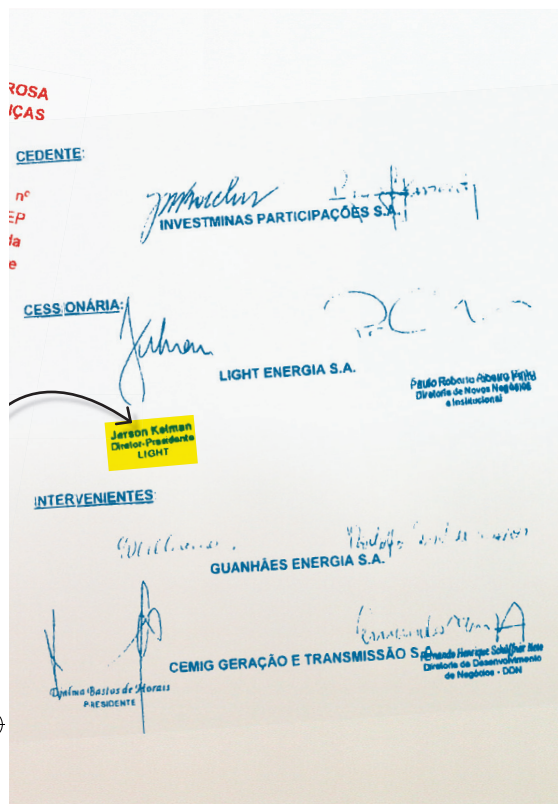 ROSA
IÇAS
CEDENTE:
nº
EP
da
e
INVESTMINAS PARTICIPAÇÕES S.A.
CESSIONÁRIA:
LIGHT ENERGIA S.A.
Paulo Roberto Ribeiro Pinto
Diretoria de Novos Negócios
e Institucional
Jerson Kelman
Diretor-Presidente
LIGHT
INTERVENIENTES:
GUANHÃES ENERGIA S.A.
CEMIG GERAÇÃO E TRANSMISSÃO S.A.
Djalma Bastos de Morais
PRESIDENTE
Fernando Henrique Schüffner Neto
Diretoria de Desenvolvimento
de Negócios - DDN